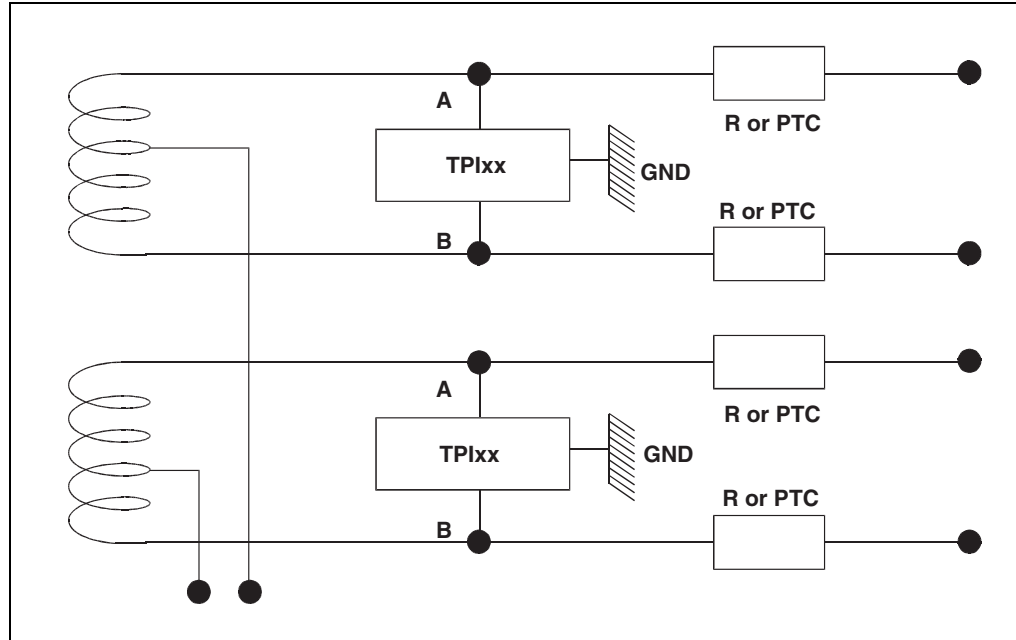 A
R or PTC
TPIxx
GND
R or PTC
B
A
R or PTC
TPIxx
GND
R or PTC
B